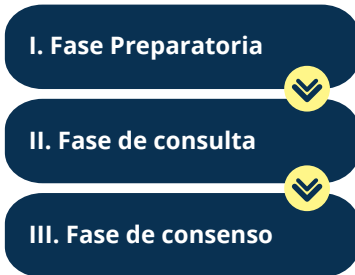 I. Fase Preparatoria
II. Fase de consulta
III. Fase de consenso